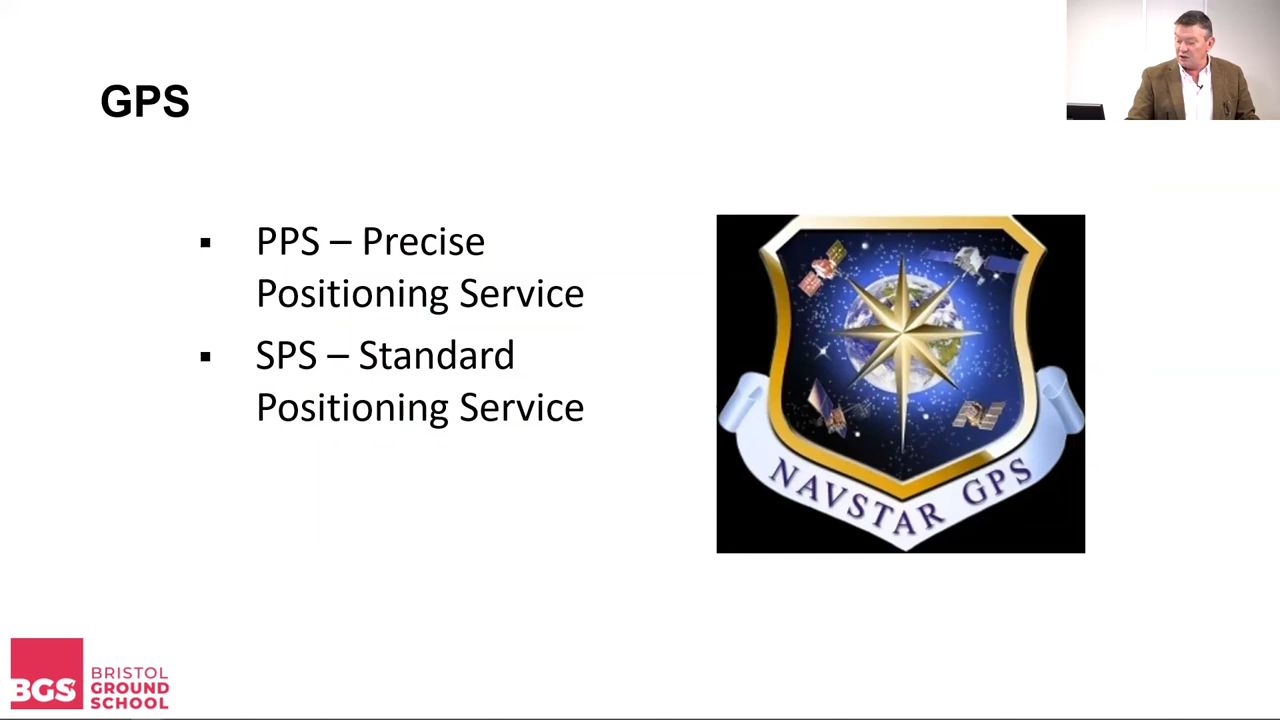 GPS
▪ PPS – Precise
Positioning Service
▪ SPS – Standard
Positioning Service
NAVSTAR GPS
BGS
BRISTOL
GROUND
SCHOOL